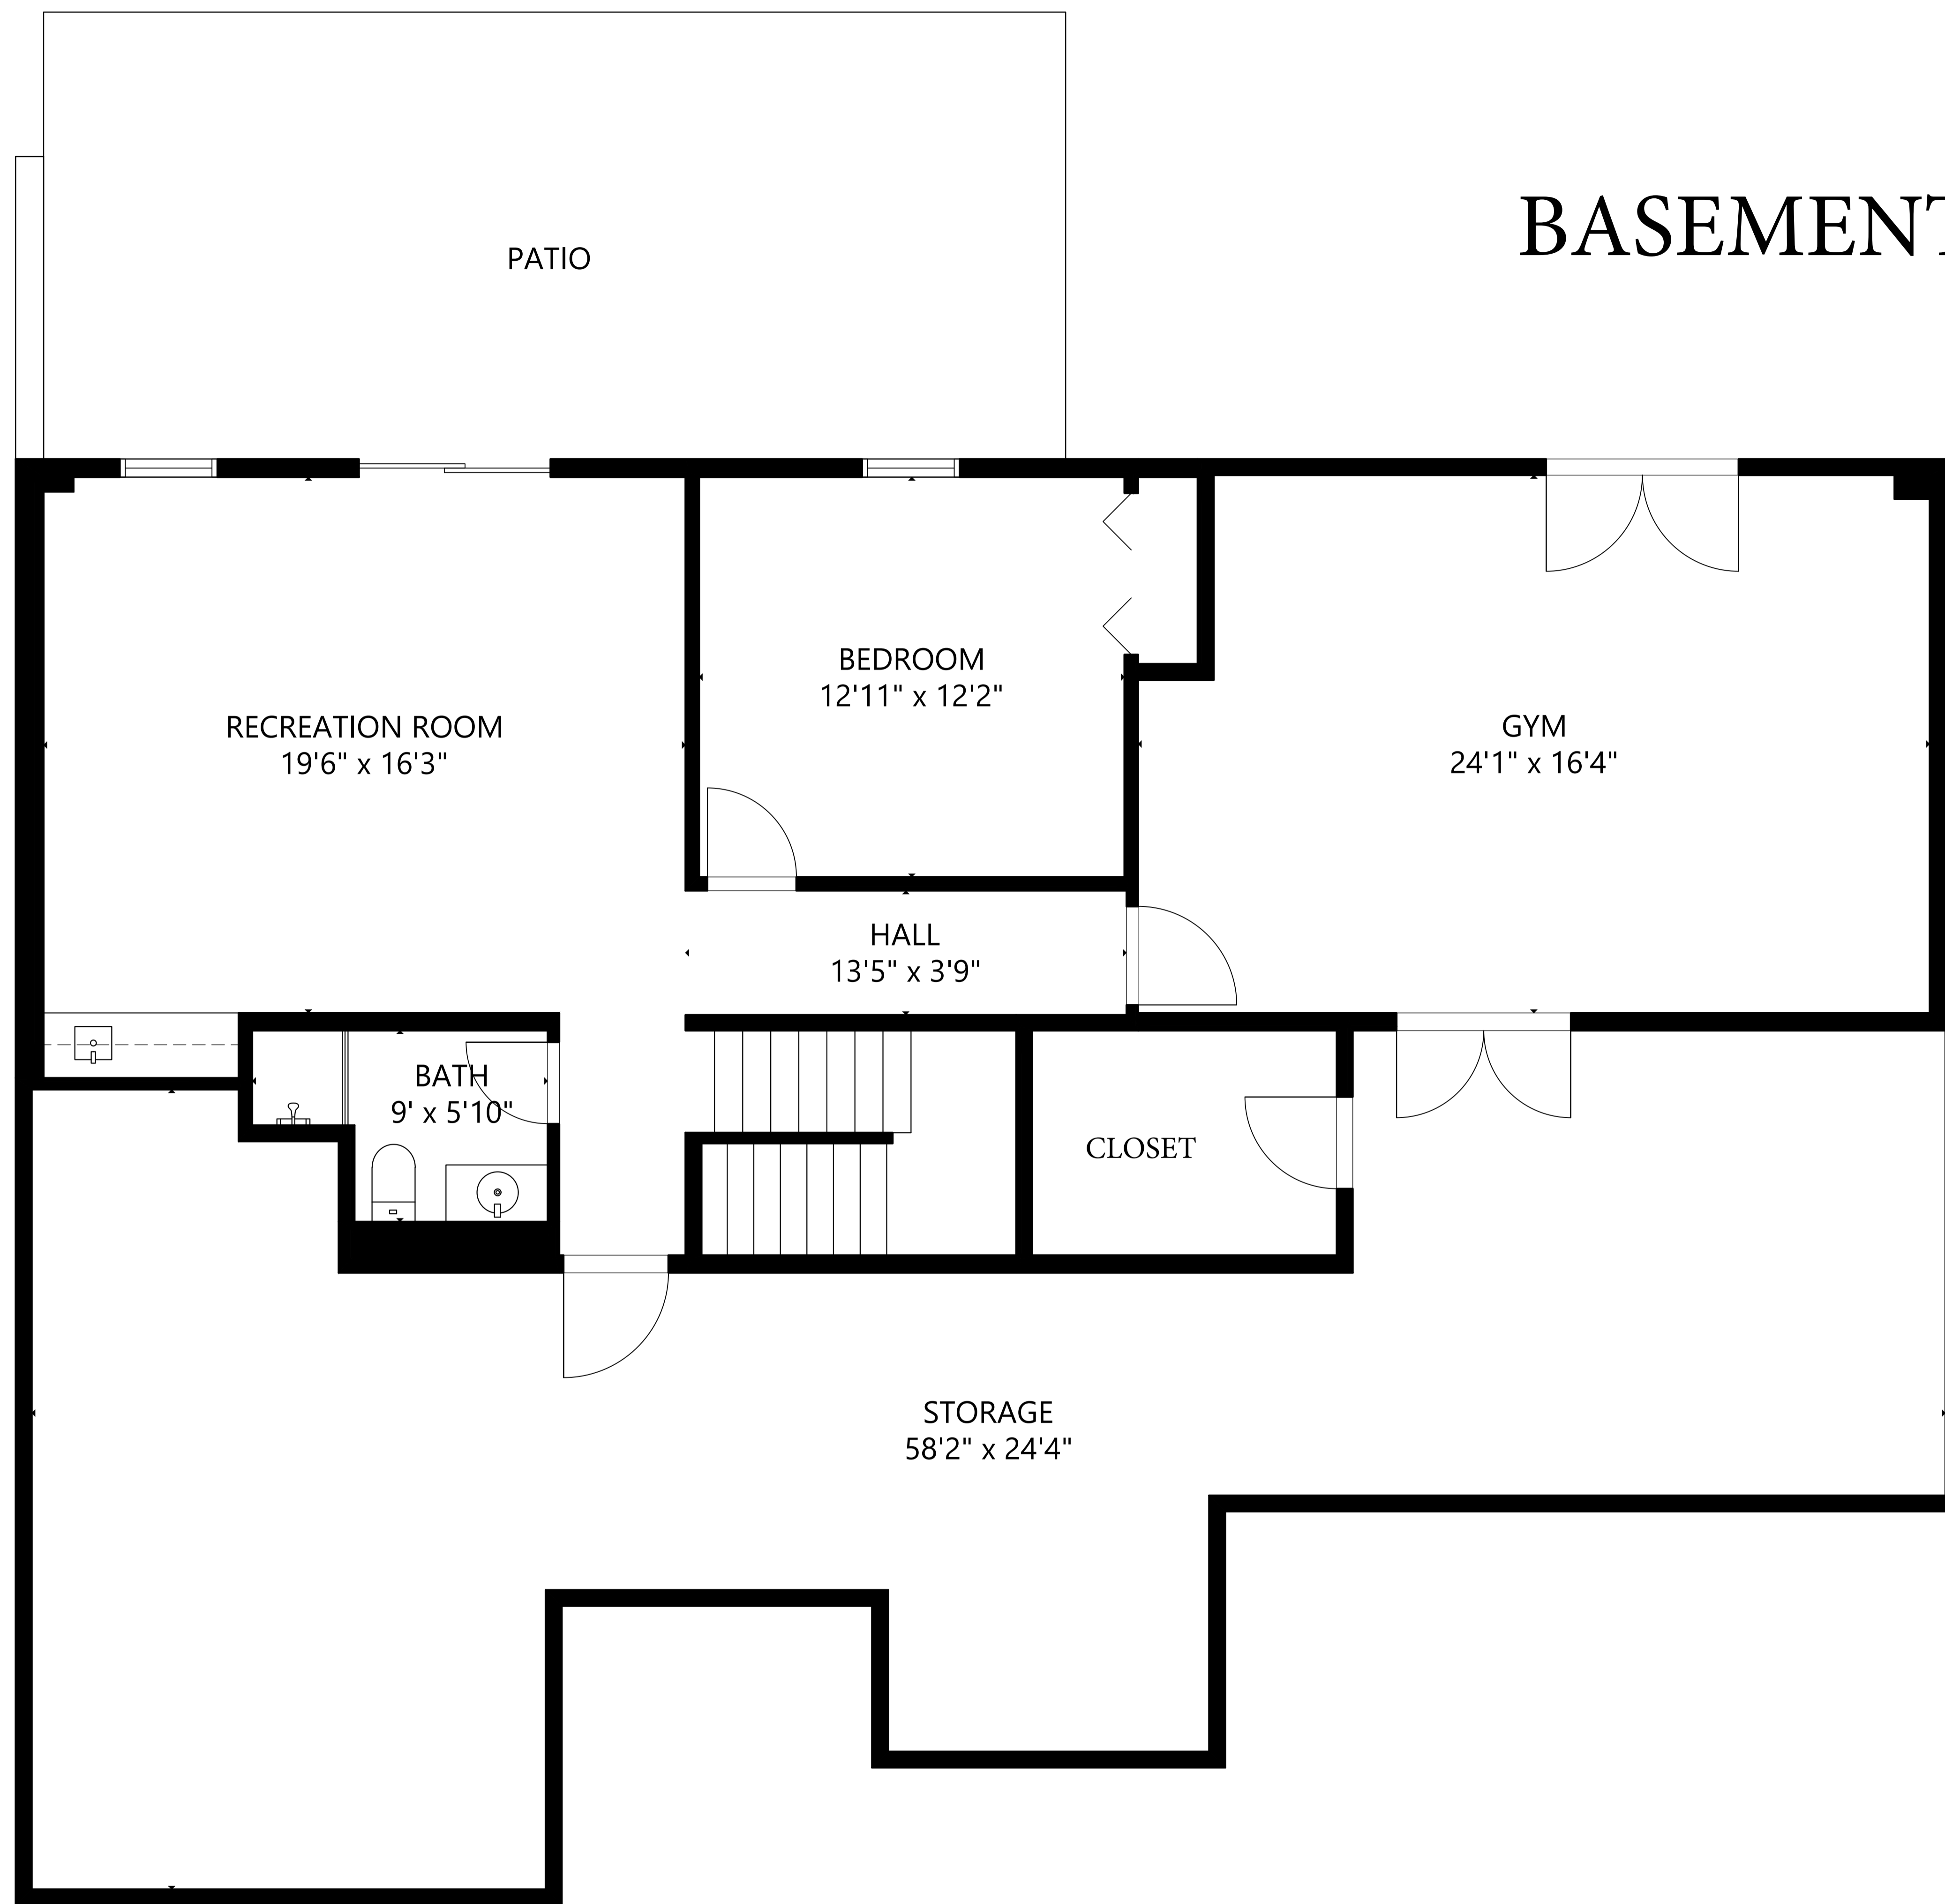 BASEMENT
PATIO
BEDROOM
12'11" x 12'2"
RECREATION ROOM
19'6" x 16'3"
GYM
24'1" x 16'4"
HALL
13'5" x 3'9"
BATH
9' x 5'10"
CLOSET
STORAGE
58'2" x 24'4"